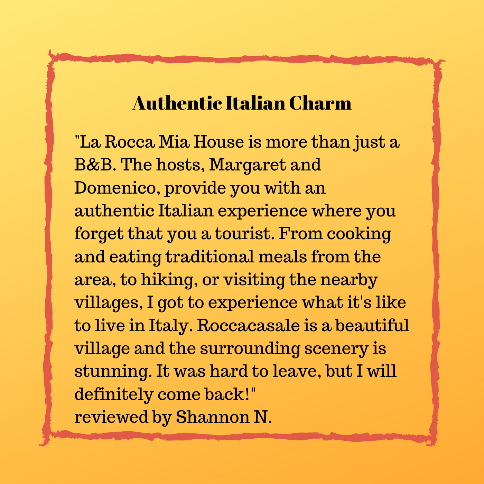 Authentic Italian Charm
"La Rocca Mia House is more than just a
B&B. The hosts, Margaret and
Domenico, provide you with an
authentic Italian experience where you
forget that you a tourist. From cooking
and eating traditional meals from the
area, to hiking, or visiting the nearby
villages, I got to experience what it's like
to live in Italy. Roccacasale is a beautiful
village and the surrounding scenery is
stunning. It was hard to leave, but I will
definitely come back!"
reviewed by Shannon N.